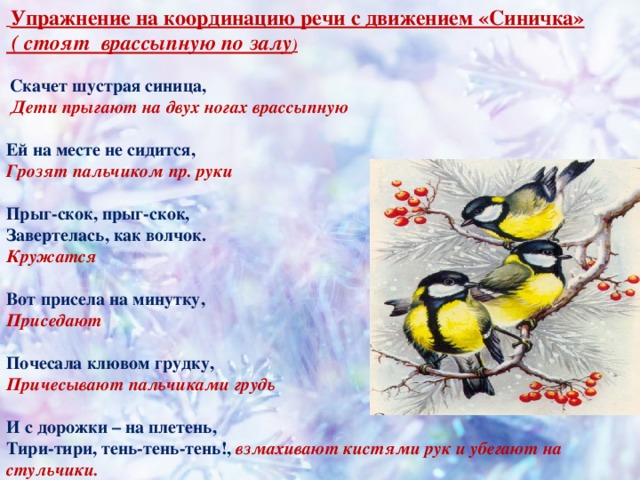 Упражнение на координацию речи с движением «Синичка»
( стоят врассыпную по залу)
Скачет шустрая синица,
Дети прыгают на двух ногах врассыпную
Ей на месте не сидится,
Грозят пальчиком пр. руки
Прыг-скок, прыг-скок,
Завертелась, как волчок.
Кружатся
Вот присела на минутку,
Приседают
Почесала клювом грудку,
Причесывают пальчиками грудь
И с дорожки – на плетень,
Тири-тири, тень-тень-тень!, взмахивают кистями рук и убегают на
стульчики.